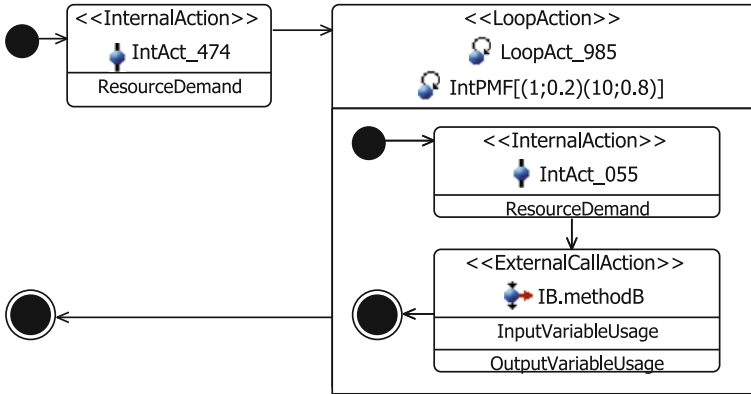 <<InternalAction>>
IntAct_474
ResourceDemand
<<LoopAction>>
LoopAct_985
IntPMF[(1;0.2)(10;0.8)]
<<InternalAction>>
IntAct_055
ResourceDemand
<<ExternalCallAction>>
IB.methodB
InputVariableUsage
OutputVariableUsage